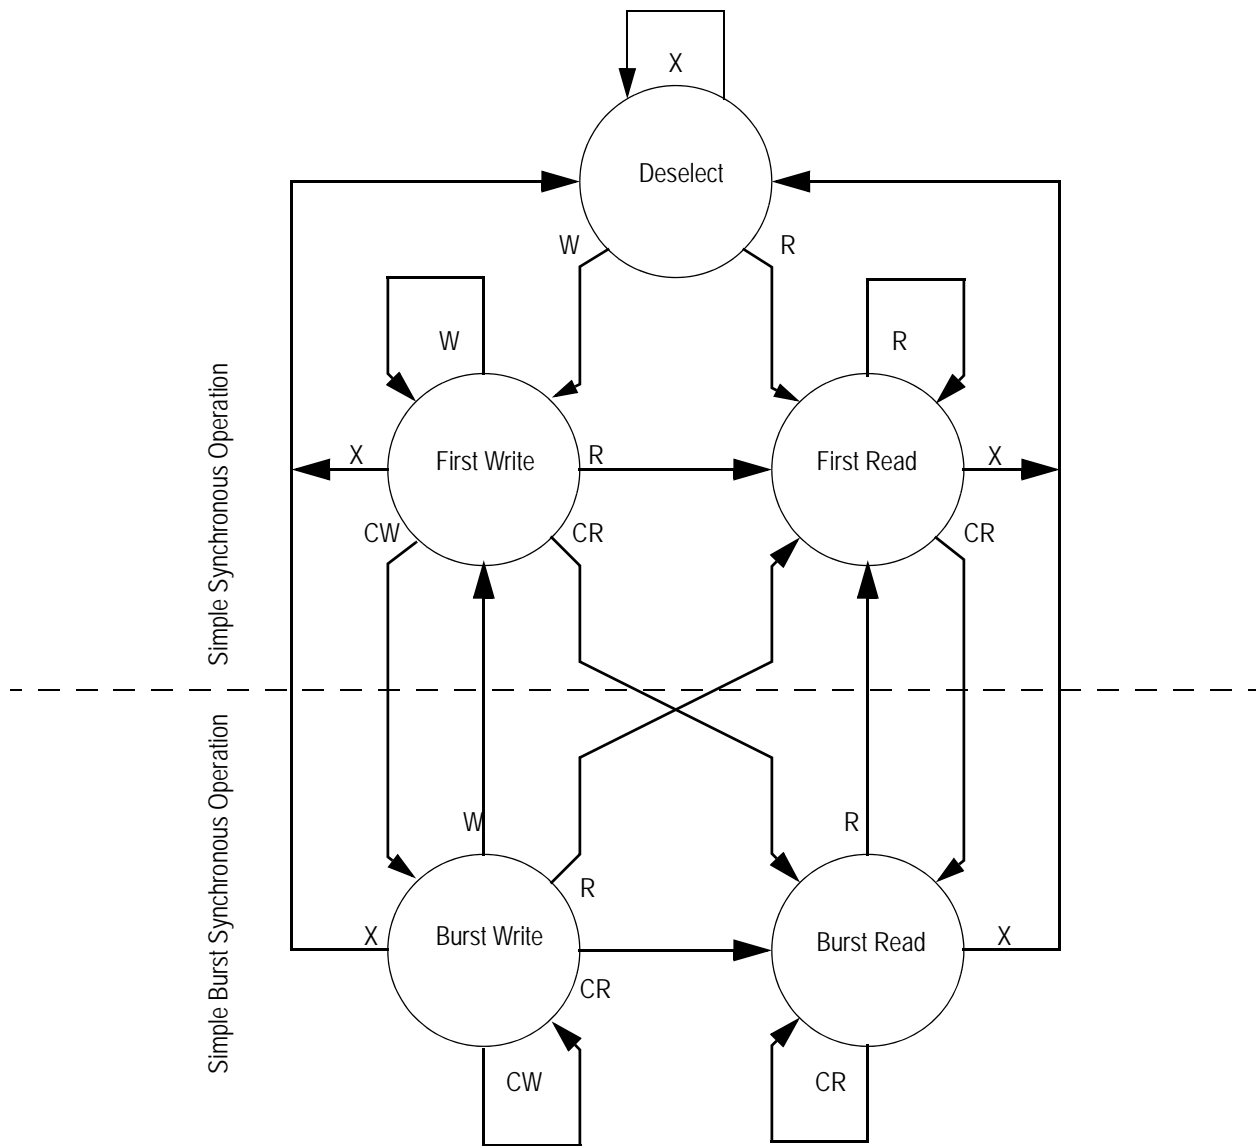 X
Deselect
W
R
W
R
X
First Write
R
First Read
X
CW
CR
CR
Simple Synchronous Operation
Simple Burst Synchronous Operation
W
R
R
X
Burst Write
Burst Read
X
CR
CW
CR